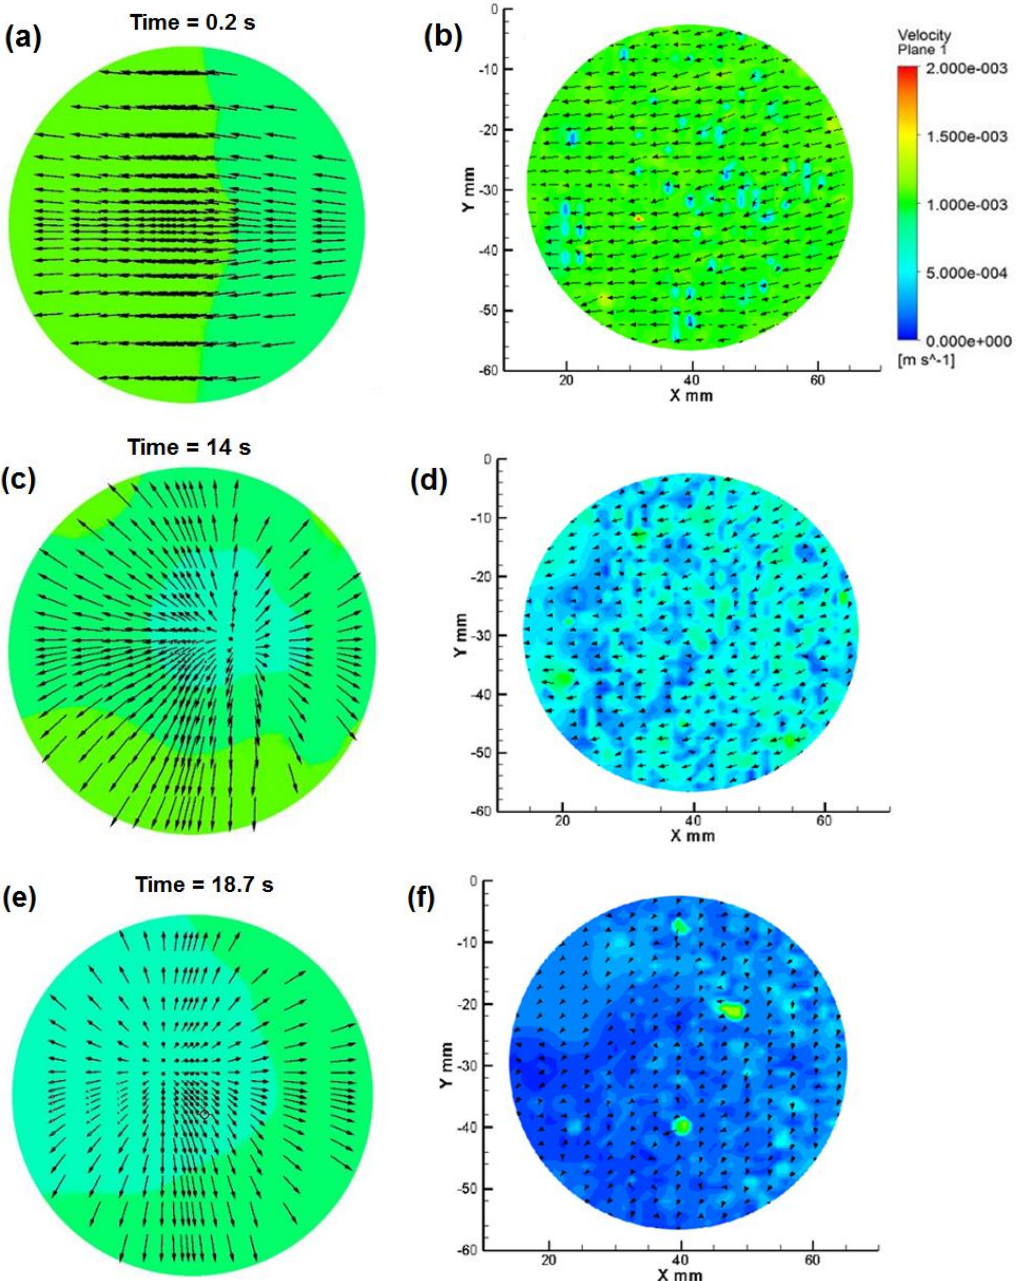 Time = 0.2 s
(a)
(b)
0
-10
-20
-30
-40
-50
-60
Y mm
20
40
60
X mm
Velocity
Plane 1
2.000e-003
1.500e-003
1.000e-003
5.000e-004
0.000e+000
[m s^-1]
Time = 14 s
(c)
(d)
0
-10
-20
-30
-40
-50
-60
Y mm
20
40
60
X mm
Time = 18.7 s
(e)
(f)
0
-10
-20
-30
-40
-50
-60
Y mm
20
40
60
X mm